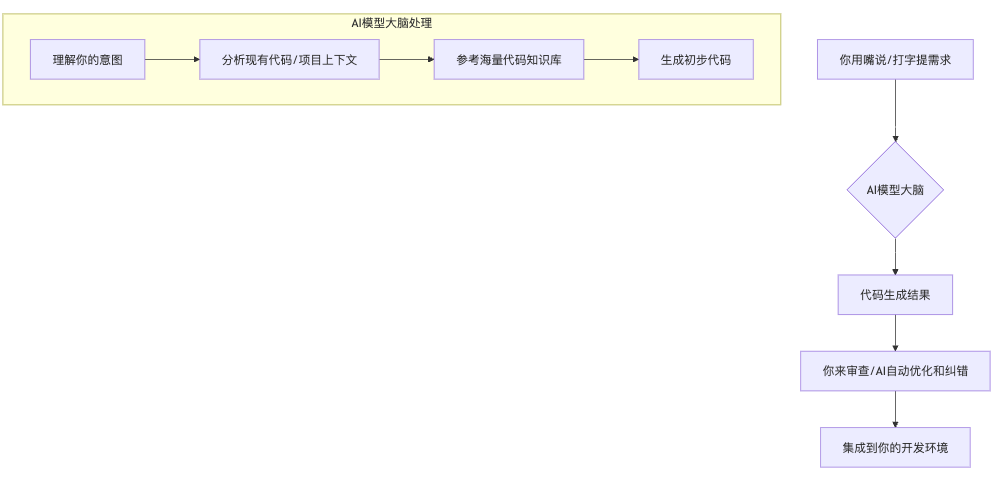 AI模型大脑处理
理解你的意图
分析现有代码/项目上下文
参考海量代码知识库
生成初步代码
你用嘴说/打字提需求
AI模型大脑
代码生成结果
你来审查/AI自动优化和纠错
集成到你的开发环境